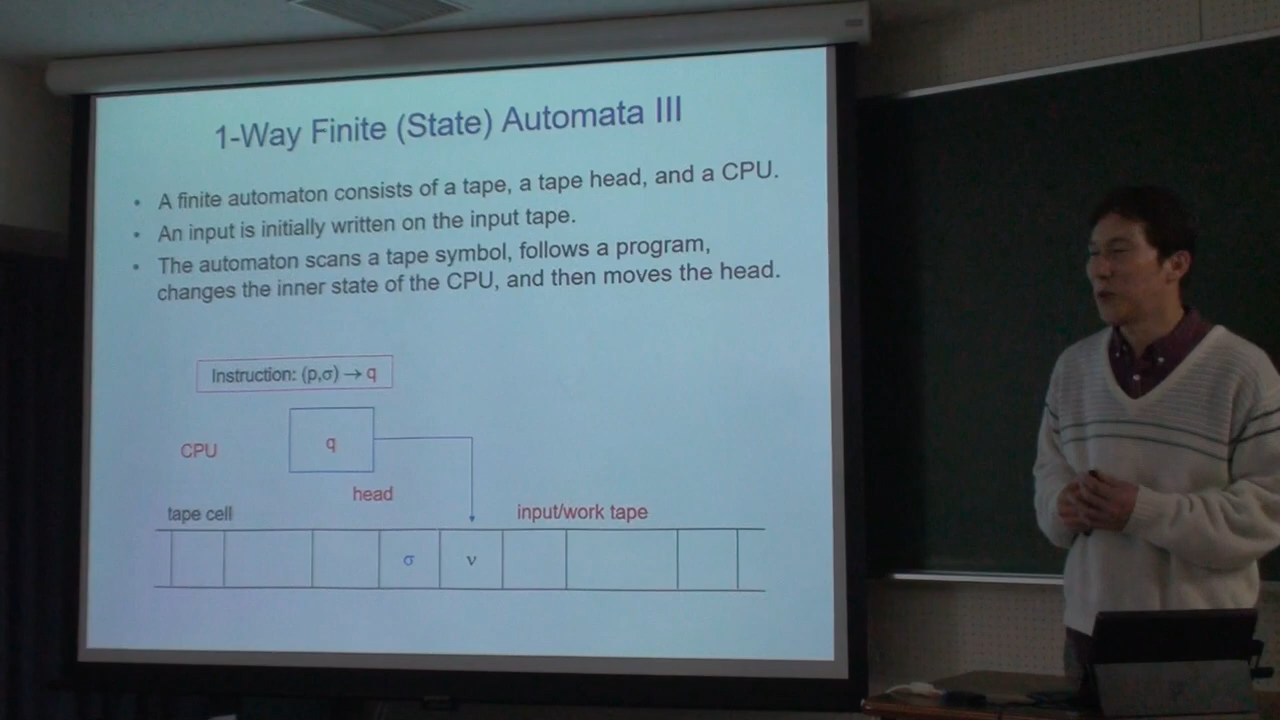 1-Way Finite (State) Automata III
• A finite automaton consists of a tape, a tape head, and a CPU.
• An input is initially written on the input tape.
• The automaton scans a tape symbol, follows a program,
changes the inner state of the CPU, and then moves the head.
Instruction: (p,σ) → q
q
CPU
head
tape cell
input/work tape
σ
ν